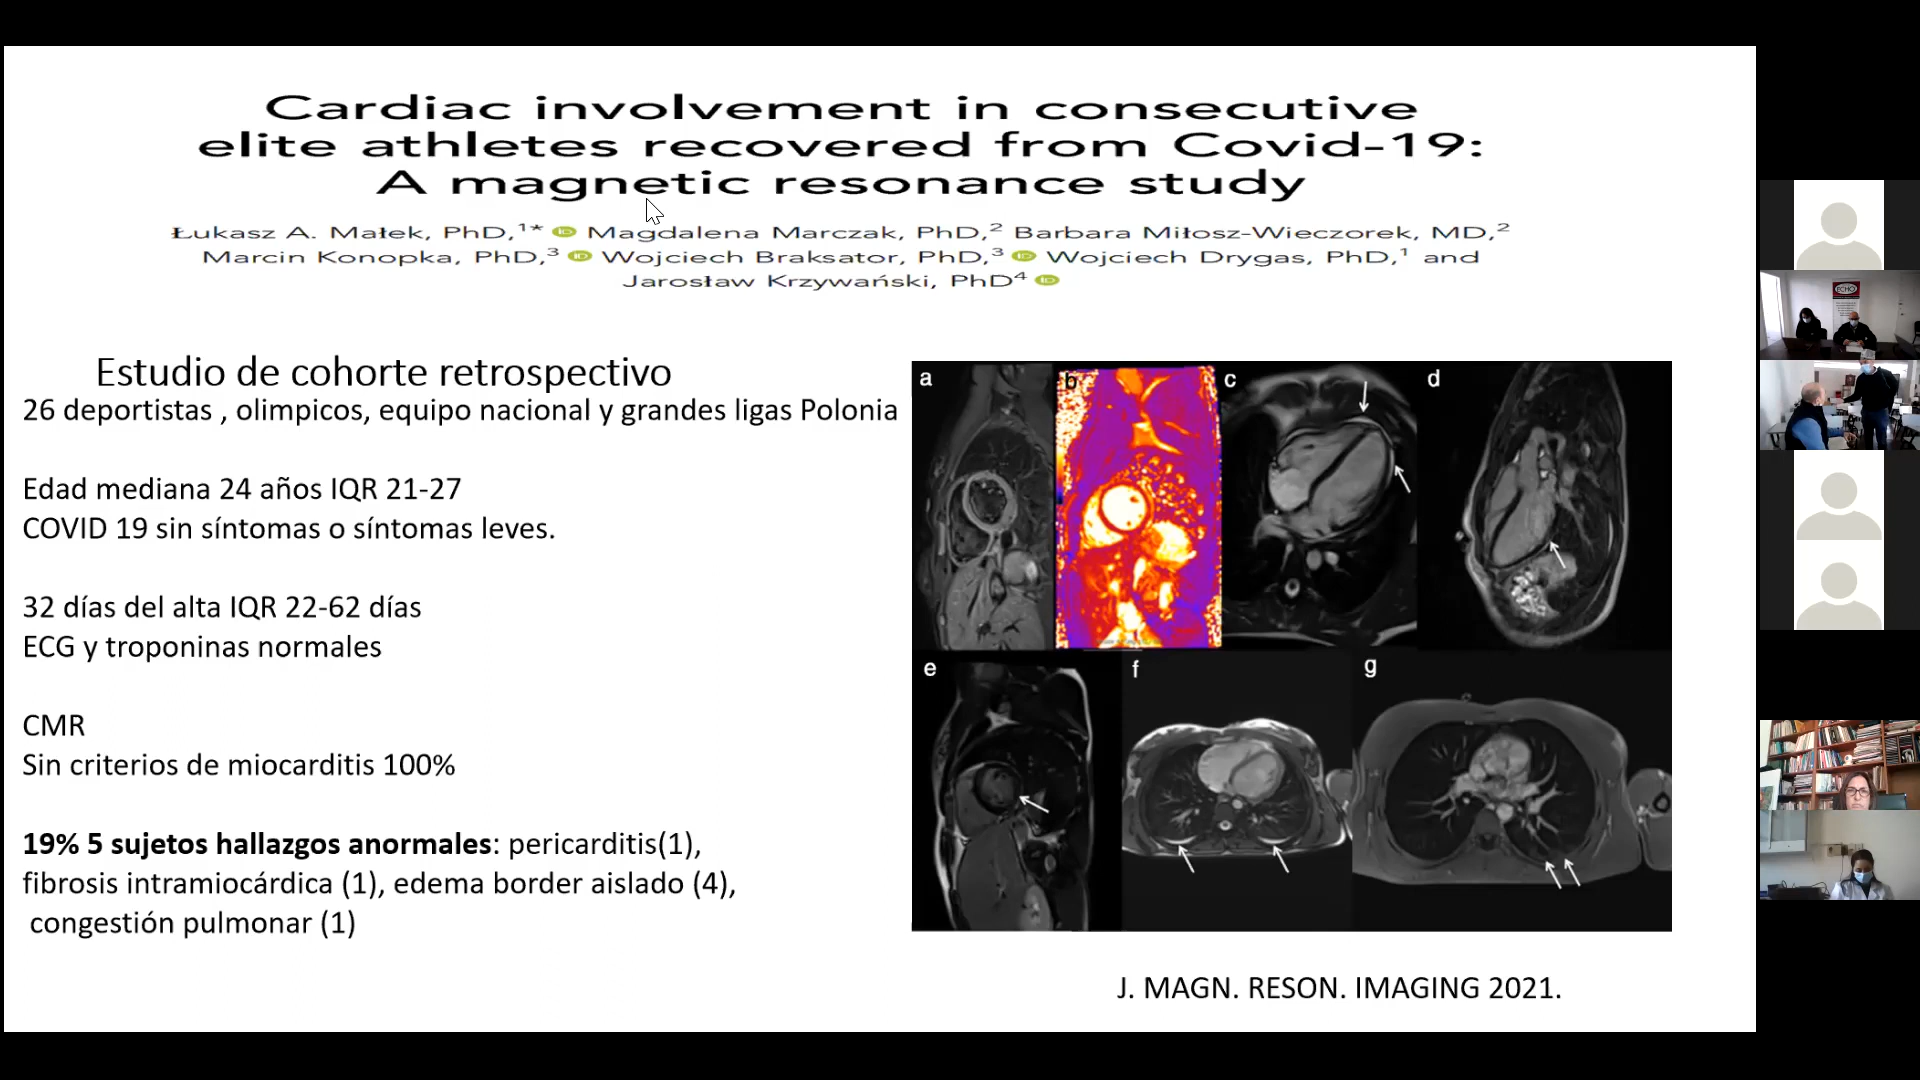 Cardiac involvement in consecutive
elite athletes recovered from Covid-19:
A magnetic resonance study
Łukasz A. Małek, PhD,1* iD Magdalena Marczak, PhD,2 Barbara Miłosz-Wieczorek, MD,2
Marcin Konopka, PhD,3 iD Wojciech Braksator, PhD,3 iD Wojciech Drygas, PhD,1 and
Jarosław Krzywański, PhD4 iD
Estudio de cohorte retrospectivo
26 deportistas , olimpicos, equipo nacional y grandes ligas Polonia
Edad mediana 24 años IQR 21-27
COVID 19 sin síntomas o síntomas leves.
32 días del alta IQR 22-62 días
ECG y troponinas normales
CMR
Sin criterios de miocarditis 100%
19% 5 sujetos hallazgos anormales: pericarditis(1),
fibrosis intramiocárdica (1), edema border aislado (4),
congestión pulmonar (1)
a b c d
e f g
J. MAGN. RESON. IMAGING 2021.
ECHO